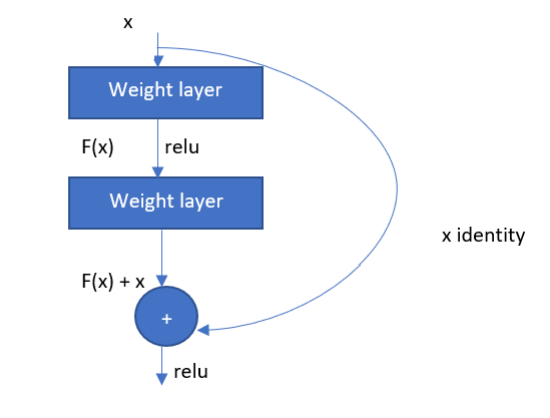 x
Weight layer
F(x) relu
Weight layer
x identity
F(x) + x
+
relu